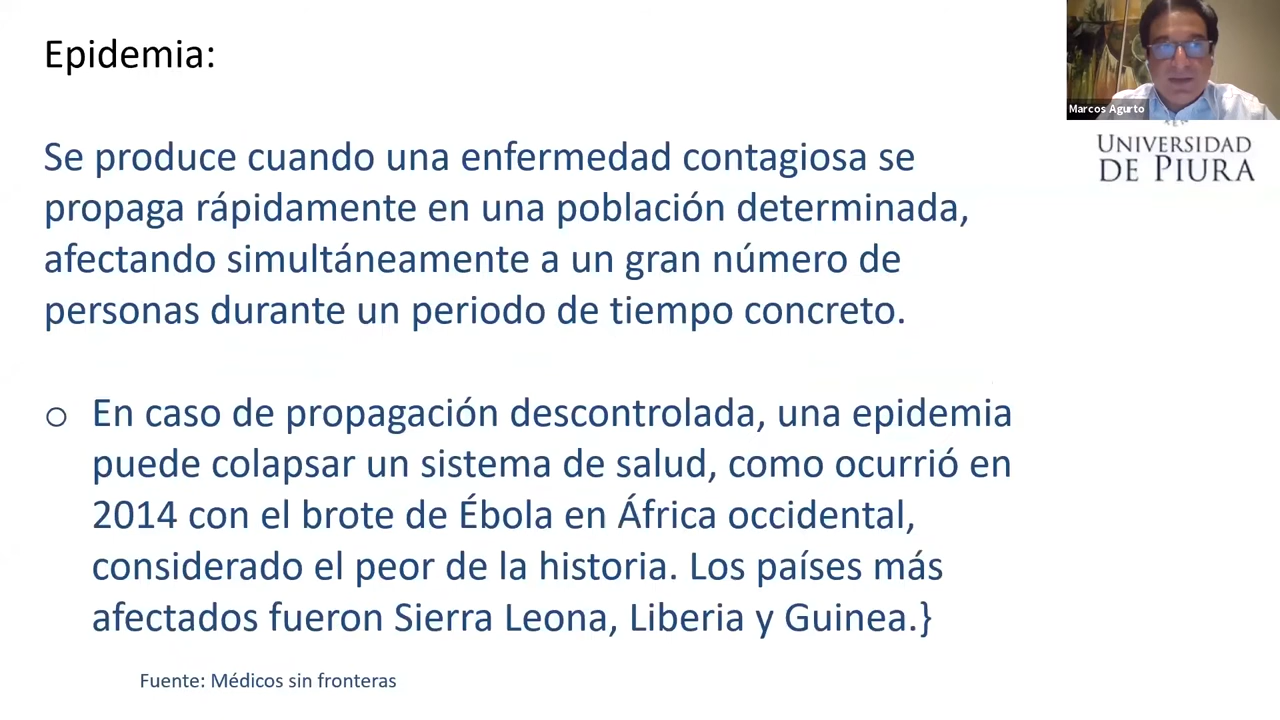 Epidemia:
Marcos Agurto
UNIVERSIDAD
DE PIURA
Se produce cuando una enfermedad contagiosa se
propaga rápidamente en una población determinada,
afectando simultáneamente a un gran número de
personas durante un periodo de tiempo concreto.
o En caso de propagación descontrolada, una epidemia
puede colapsar un sistema de salud, como ocurrió en
2014 con el brote de Ébola en África occidental,
considerado el peor de la historia. Los países más
afectados fueron Sierra Leona, Liberia y Guinea.}
Fuente: Médicos sin fronteras